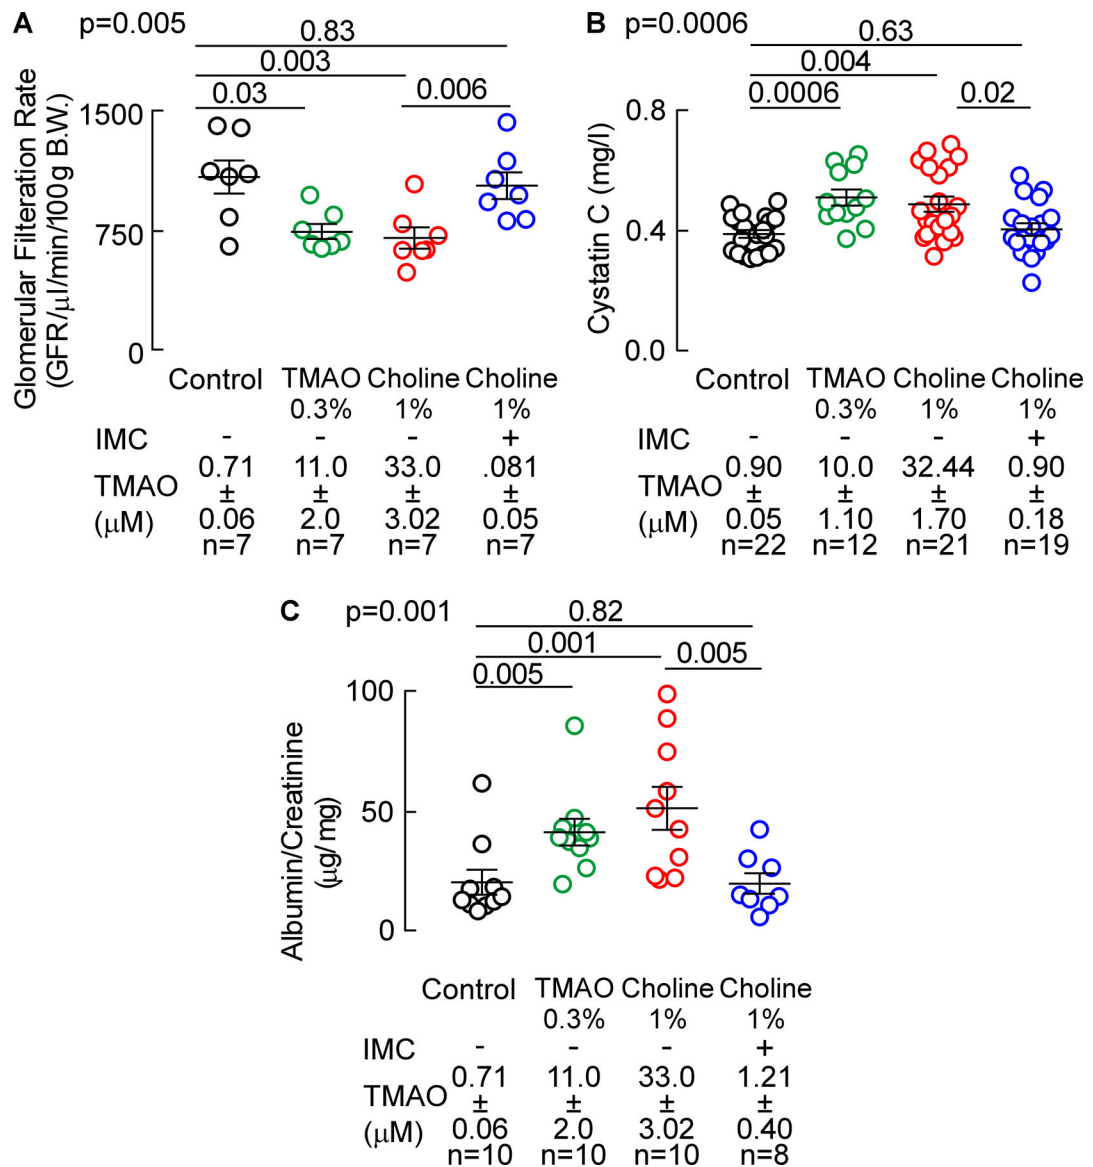 A p=0.005
0.83
0.003
0.03 0.006
Glomerular Filteration Rate
(GFR/μl/min/100g B.W.)
1500
750
0
Control TMAO Choline Choline
0.3% 1% 1%
IMC - - - +
TMAO 0.71 11.0 33.0 .081
± ± ± ±
(μM) 0.06 2.0 3.02 0.05
n=7 n=7 n=7 n=7
B p=0.0006
0.63
0.004
0.0006 0.02
Cystatin C (mg/l)
0.8
0.4
0.0
Control TMAO Choline Choline
0.3% 1% 1%
IMC - - - +
TMAO 0.90 10.0 32.44 0.90
± ± ± ±
(μM) 0.05 1.10 1.70 0.18
n=22 n=12 n=21 n=19
C p=0.001
0.82
0.001
0.005 0.005
Albumin/Creatinine
(μg/mg)
100
50
0
Control TMAO Choline Choline
0.3% 1% 1%
IMC - - - +
TMAO 0.71 11.0 33.0 1.21
± ± ± ±
(μM) 0.06 2.0 3.02 0.40
n=10 n=10 n=10 n=8